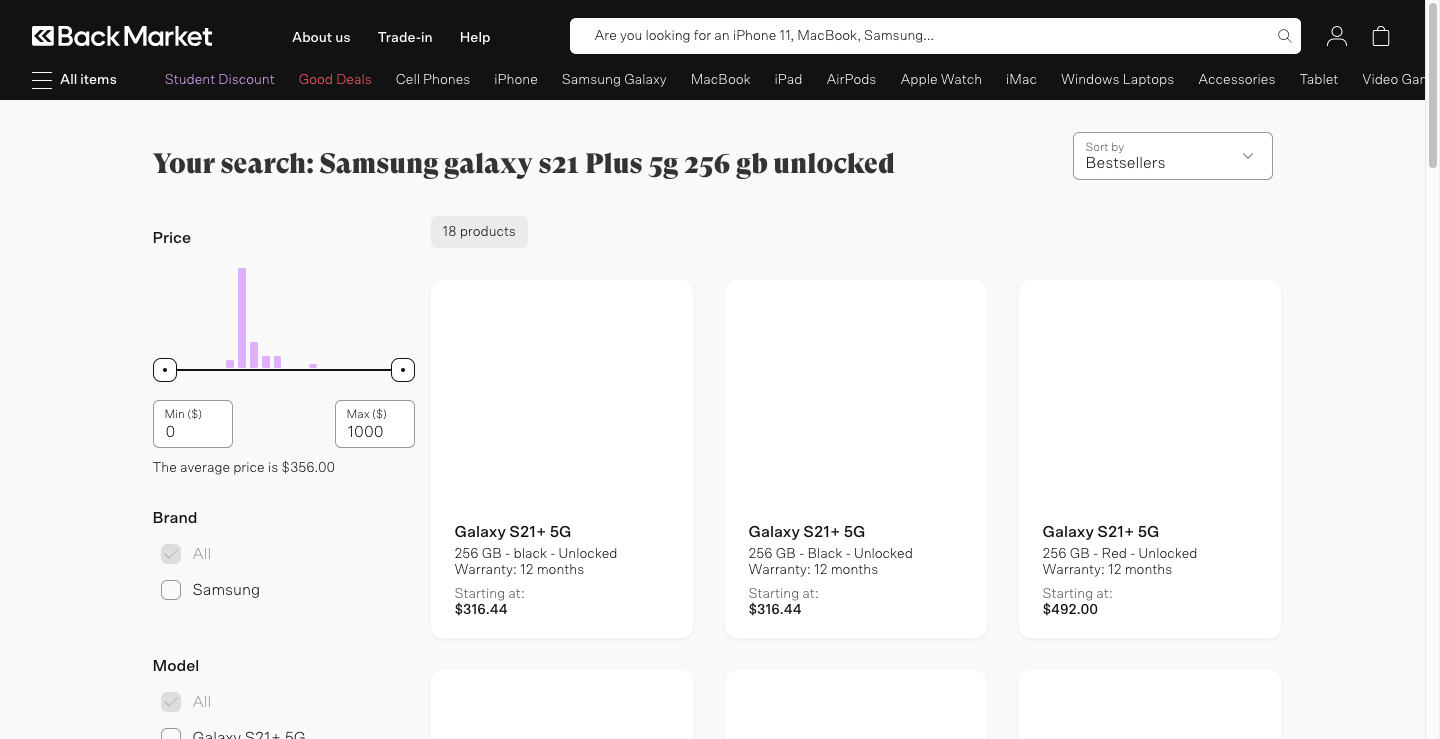 BackMarket
About us
Trade-in
Help
Are you looking for an iPhone 11, MacBook, Samsung...
All items
Student Discount
Good Deals
Cell Phones
iPhone
Samsung Galaxy
MacBook
iPad
AirPods
Apple Watch
iMac
Windows Laptops
Accessories
Tablet
Video Gam
Your search: Samsung galaxy s21 Plus 5g 256 gb unlocked
Sort by
Bestsellers
Price
Min ($)
0
Max ($)
1000
The average price is $356.00
Brand
All
Samsung
Model
All
Galaxy S21+ 5G
18 products
Galaxy S21+ 5G
256 GB - black - Unlocked
Warranty: 12 months
Starting at:
$316.44
Galaxy S21+ 5G
256 GB - Black - Unlocked
Warranty: 12 months
Starting at:
$316.44
Galaxy S21+ 5G
256 GB - Red - Unlocked
Warranty: 12 months
Starting at:
$492.00